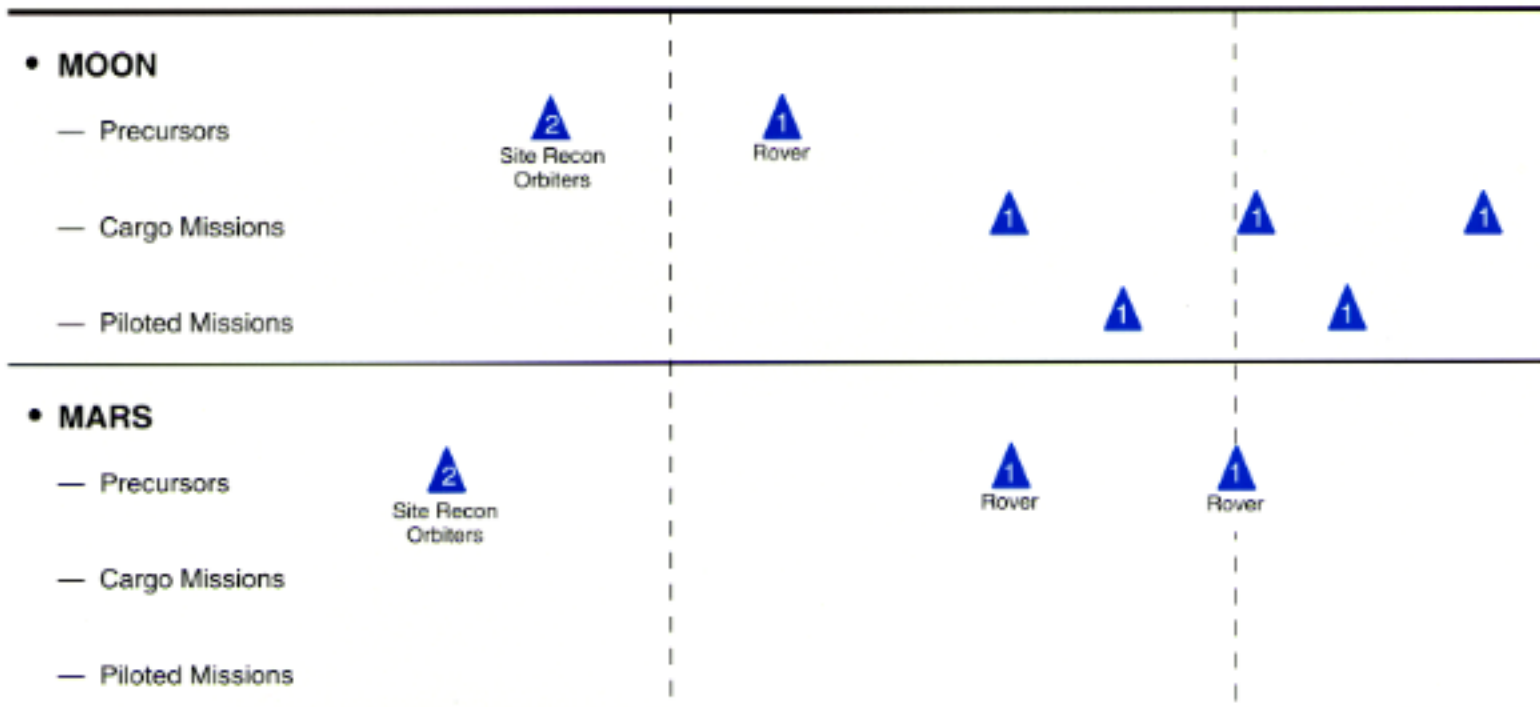 • MOON
— Precursors
2
1
Site Recon
Orbiters
Rover
— Cargo Missions
1
1
1
— Piloted Missions
1
1
• MARS
— Precursors
2
1
1
Site Recon
Orbiters
Rover
Rover
— Cargo Missions
— Piloted Missions